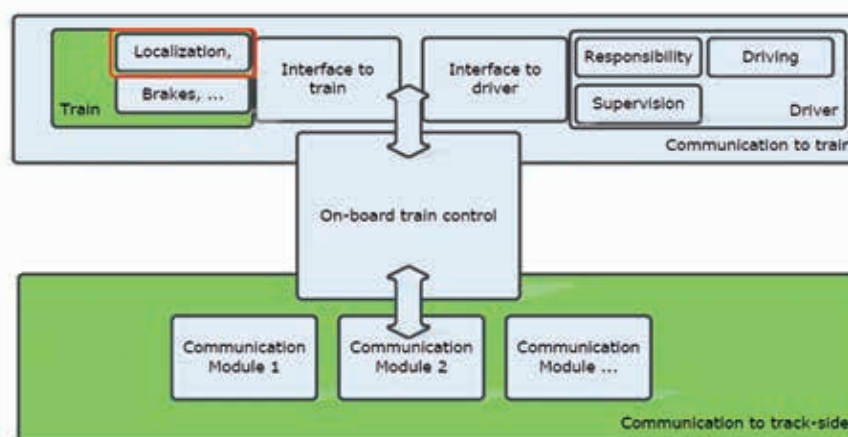 Localization,
Brakes, ...
Train
Interface to
train
Interface to
driver
Responsibility
Driving
Supervision
Driver
Communication to train
On-board train control
Communication
Module 1
Communication
Module 2
Communication
Module ...
Communication to track-side